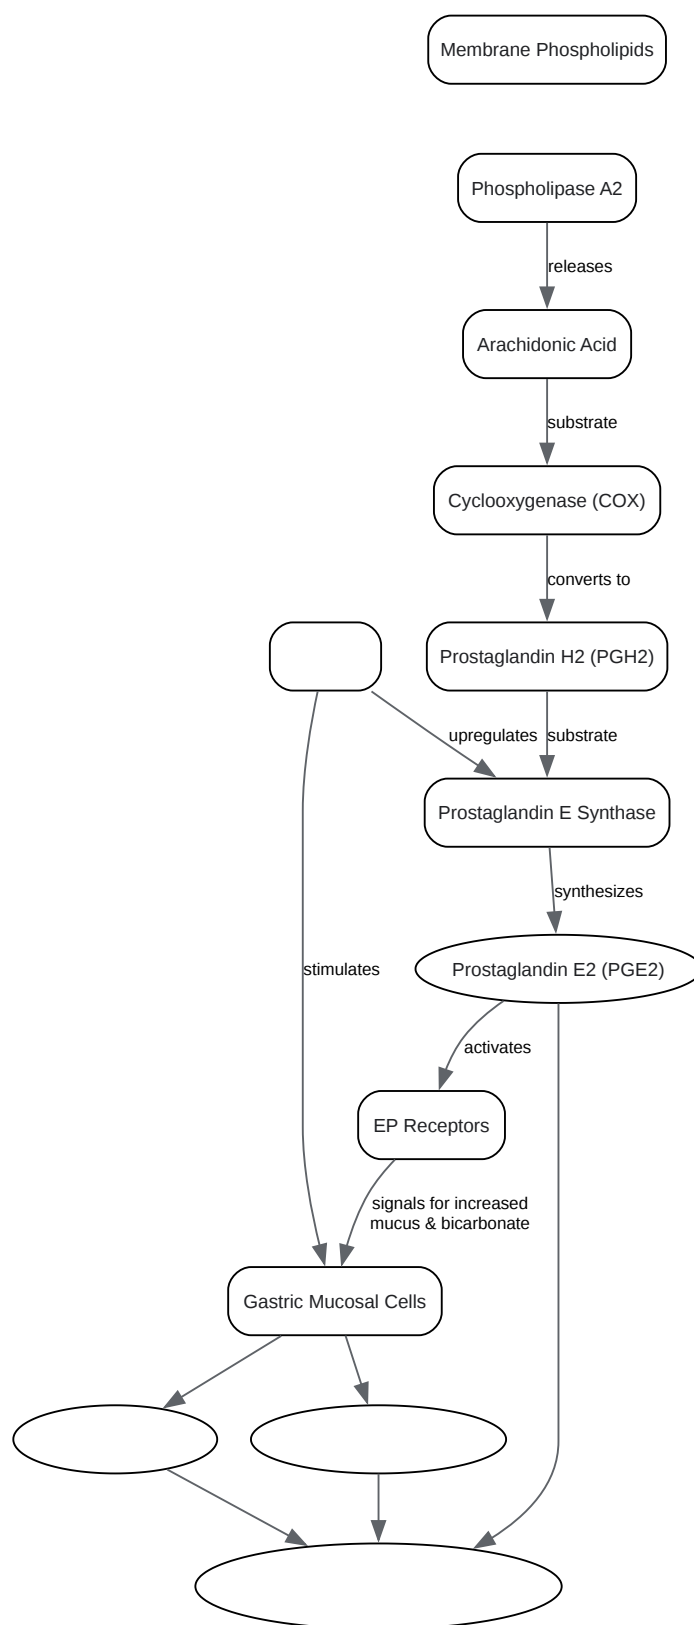 Membrane Phospholipids
Phospholipase A2
releases
Arachidonic Acid
substrate
Cyclooxygenase (COX)
converts to
Prostaglandin H2 (PGH2)
upregulates
substrate
Prostaglandin E Synthase
synthesizes
stimulates
Prostaglandin E2 (PGE2)
activates
EP Receptors
signals for increased
mucus & bicarbonate
Gastric Mucosal Cells